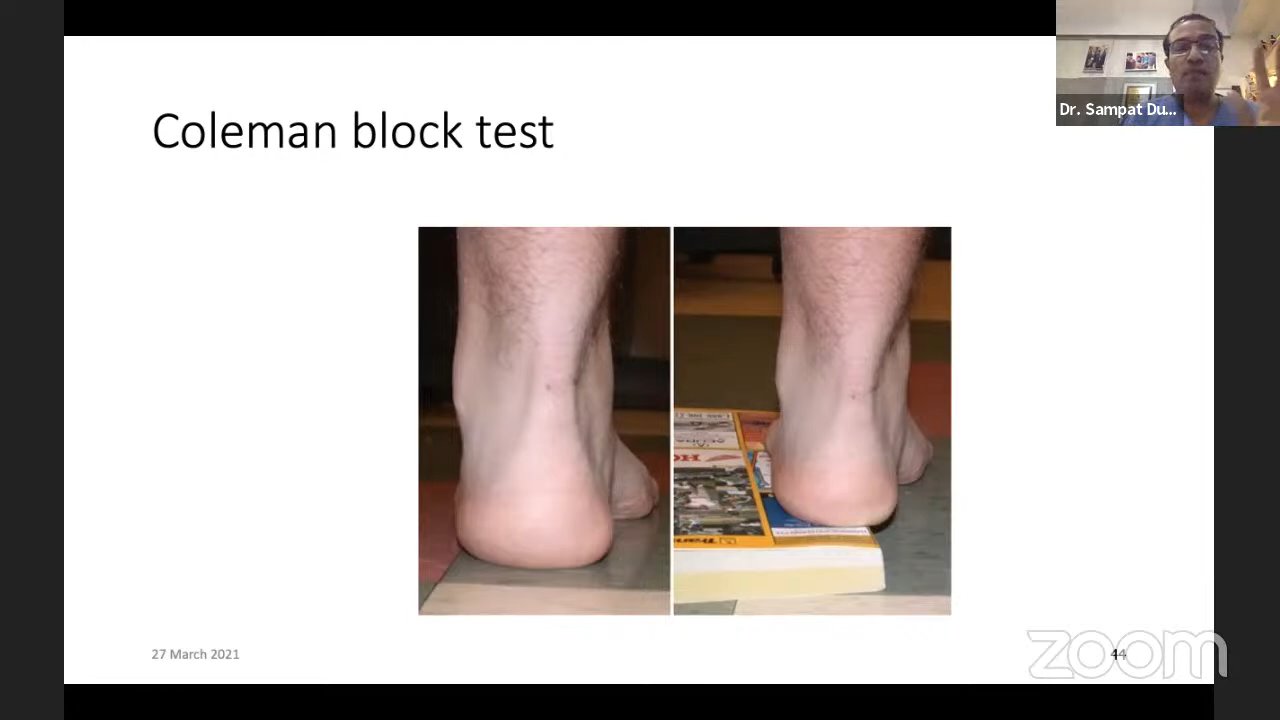 Dr. Sampat Du...
Coleman block test
27 March 2021
44
zoom